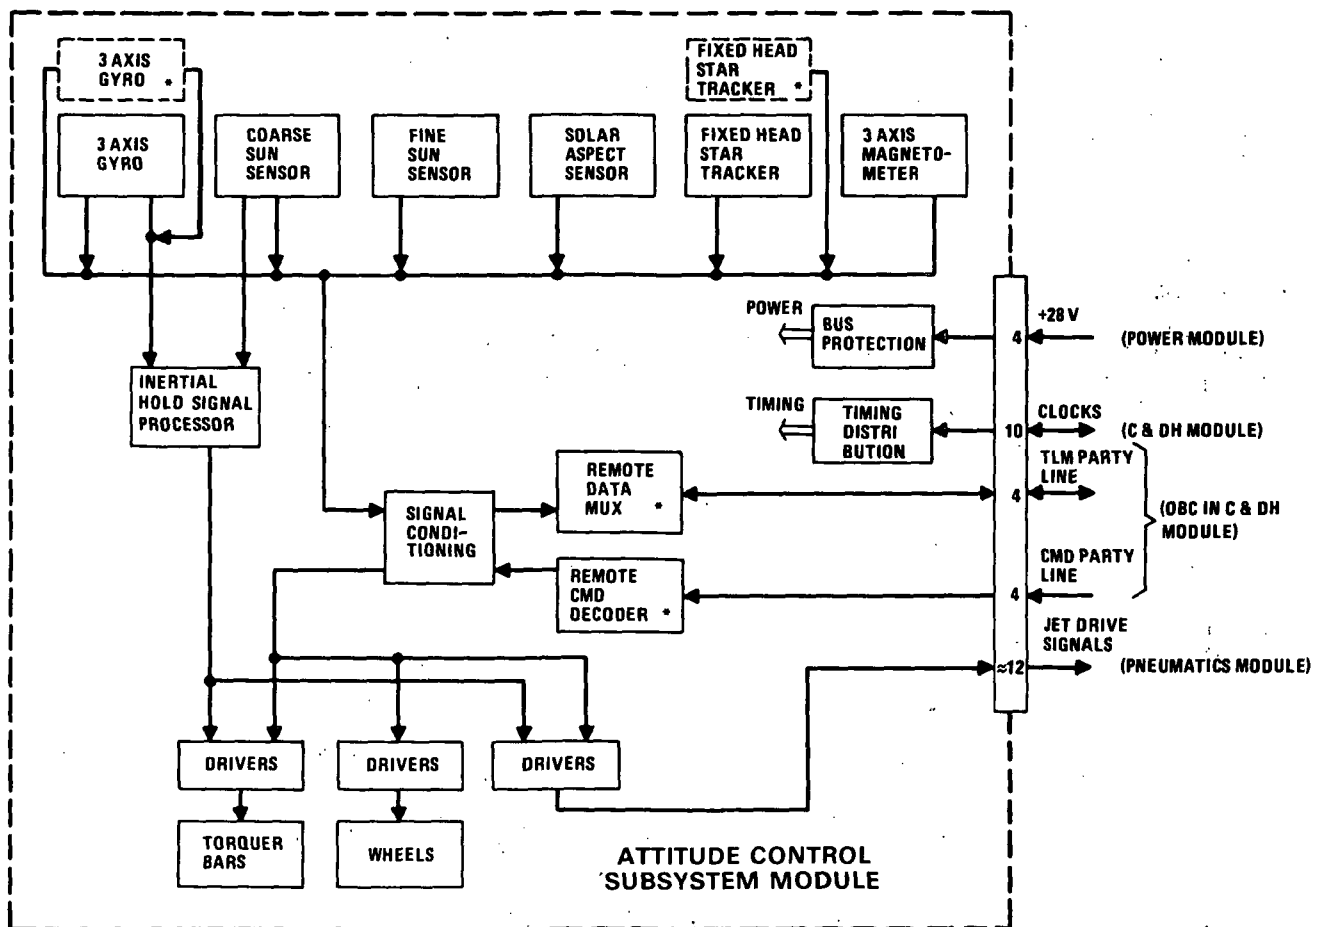 3 AXIS
GYRO *
FIXED HEAD
STAR
TRACKER *
3 AXIS
GYRO
COARSE
SUN
SENSOR
FINE
SUN
SENSOR
SOLAR
ASPECT
SENSOR
FIXED HEAD
STAR
TRACKER
3 AXIS
MAGNETO-
METER
POWER
BUS
PROTECTION
4
+28 V
(POWER MODULE)
INERTIAL
HOLD SIGNAL
PROCESSOR
TIMING
TIMING
DISTRI
BUTION
10
CLOCKS
(C & DH MODULE)
REMOTE
DATA
MUX *
4
TLM PARTY
LINE
(OBC IN C & DH
MODULE)
SIGNAL
CONDI-
TIONING
REMOTE
CMD
DECODER *
4
CMD PARTY
LINE
≈12
JET DRIVE
SIGNALS
(PNEUMATICS MODULE)
DRIVERS
DRIVERS
DRIVERS
TORQUER
BARS
WHEELS
ATTITUDE CONTROL
SUBSYSTEM MODULE